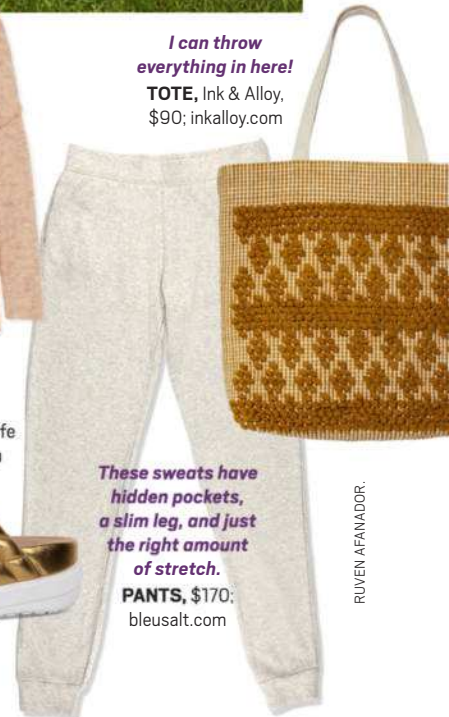 I can throw
everything in here!
TOTE, Ink & Alloy,
$90; inkalloy.com
These sweats have
hidden pockets,
a slim leg, and just
the right amount
of stretch.
PANTS, $170;
bleusalt.com
RUVEN AFANADOR.